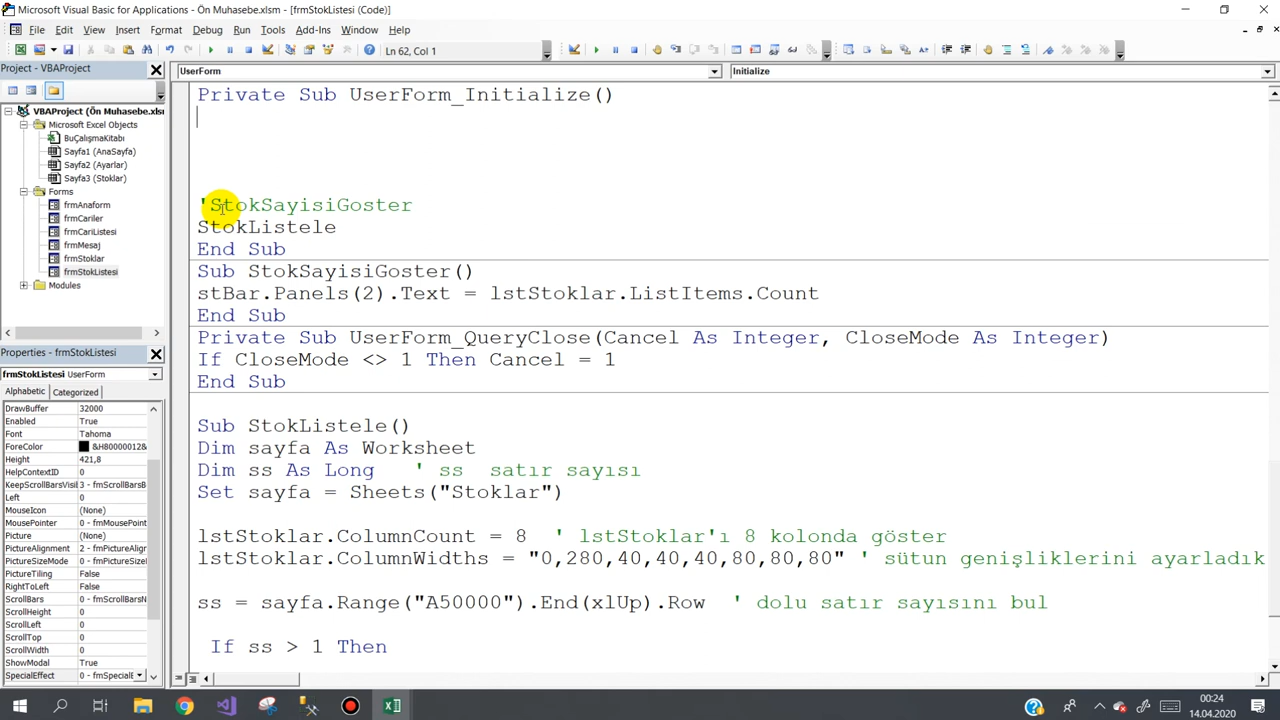 Microsoft Visual Basic for Applications - Ön Muhasebe.xlsm - [frmStokListesi (Code)]
File Edit View Insert Format Debug Run Tools Add-Ins Window Help
Ln 62, Col 1
Project - VBAProject
UserForm
Initialize
VBAProject (Ön Muhasebe.xlsm
Microsoft Excel Objects
BuÇalışmaKitabı
Sayfa1 (AnaSayfa)
Sayfa2 (Ayarlar)
Sayfa3 (Stoklar)
Forms
frmAnaform
frmCariler
frmCariListesi
frmMesaj
frmStoklar
frmStokListesi
Modules
Properties - frmStokListesi
frmStokListesi UserForm
Alphabetic Categorized
DrawBuffer 32000
Enabled True
Font Tahoma
ForeColor &H80000012&
Height 421,8
HelpContextID 0
KeepScrollBarsVisi 3 - fmScrollBarsB
Left 0
MouseIcon (None)
MousePointer 0 - fmMousePoint
Picture (None)
PictureAlignment 2 - fmPictureAlign
PictureSizeMode 0 - fmPictureSize
PictureTiling False
RightToLeft False
ScrollBars 0 - fmScrollBarsN
ScrollHeight 0
ScrollLeft 0
ScrollTop 0
ScrollWidth 0
ShowModal True
SpecialEffect 0 - fmSpecialE
Private Sub UserForm_Initialize()
'StokSayisiGoster
StokListele
End Sub
Sub StokSayisiGoster()
stBar.Panels(2).Text = lstStoklar.ListItems.Count
End Sub
Private Sub UserForm_QueryClose(Cancel As Integer, CloseMode As Integer)
If CloseMode <> 1 Then Cancel = 1
End Sub
Sub StokListele()
Dim sayfa As Worksheet
Dim ss As Long ' ss satır sayısı
Set sayfa = Sheets("Stoklar")
lstStoklar.ColumnCount = 8 ' lstStoklar'ı 8 kolonda göster
lstStoklar.ColumnWidths = "0,280,40,40,40,80,80,80" ' sütun genişliklerini ayarladık
ss = sayfa.Range("A50000").End(xlUp).Row ' dolu satır sayısını bul
If ss > 1 Then
00:24
14.04.2020